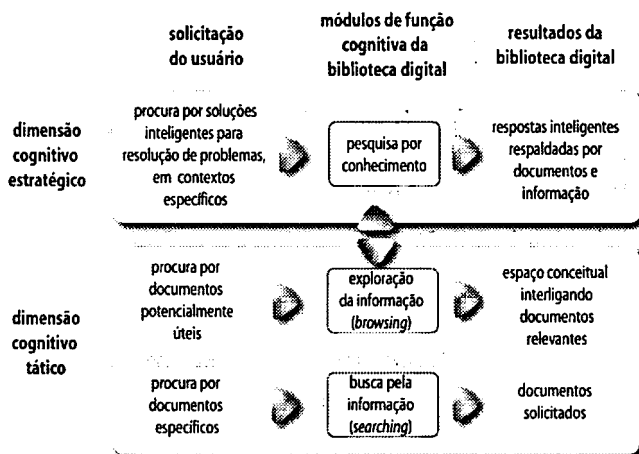 solicitação
do usuário
módulos de função
cognitiva da
biblioteca digital
resultados da
biblioteca digital
dimensão
cognitivo
estratégico
procura por soluções
inteligentes para
resolução de problemas,
em contextos
específicos
pesquisa por
conhecimento
respostas inteligentes
respaldadas por
documentos e
informação
dimensão
cognitivo
tático
procura por
documentos
potencialmente
úteis
exploração
da informação
(browsing)
espaço conceitual
interligando
documentos
relevantes
procura por
documentos
específicos
busca pela
informação
(searching)
documentos
solicitados